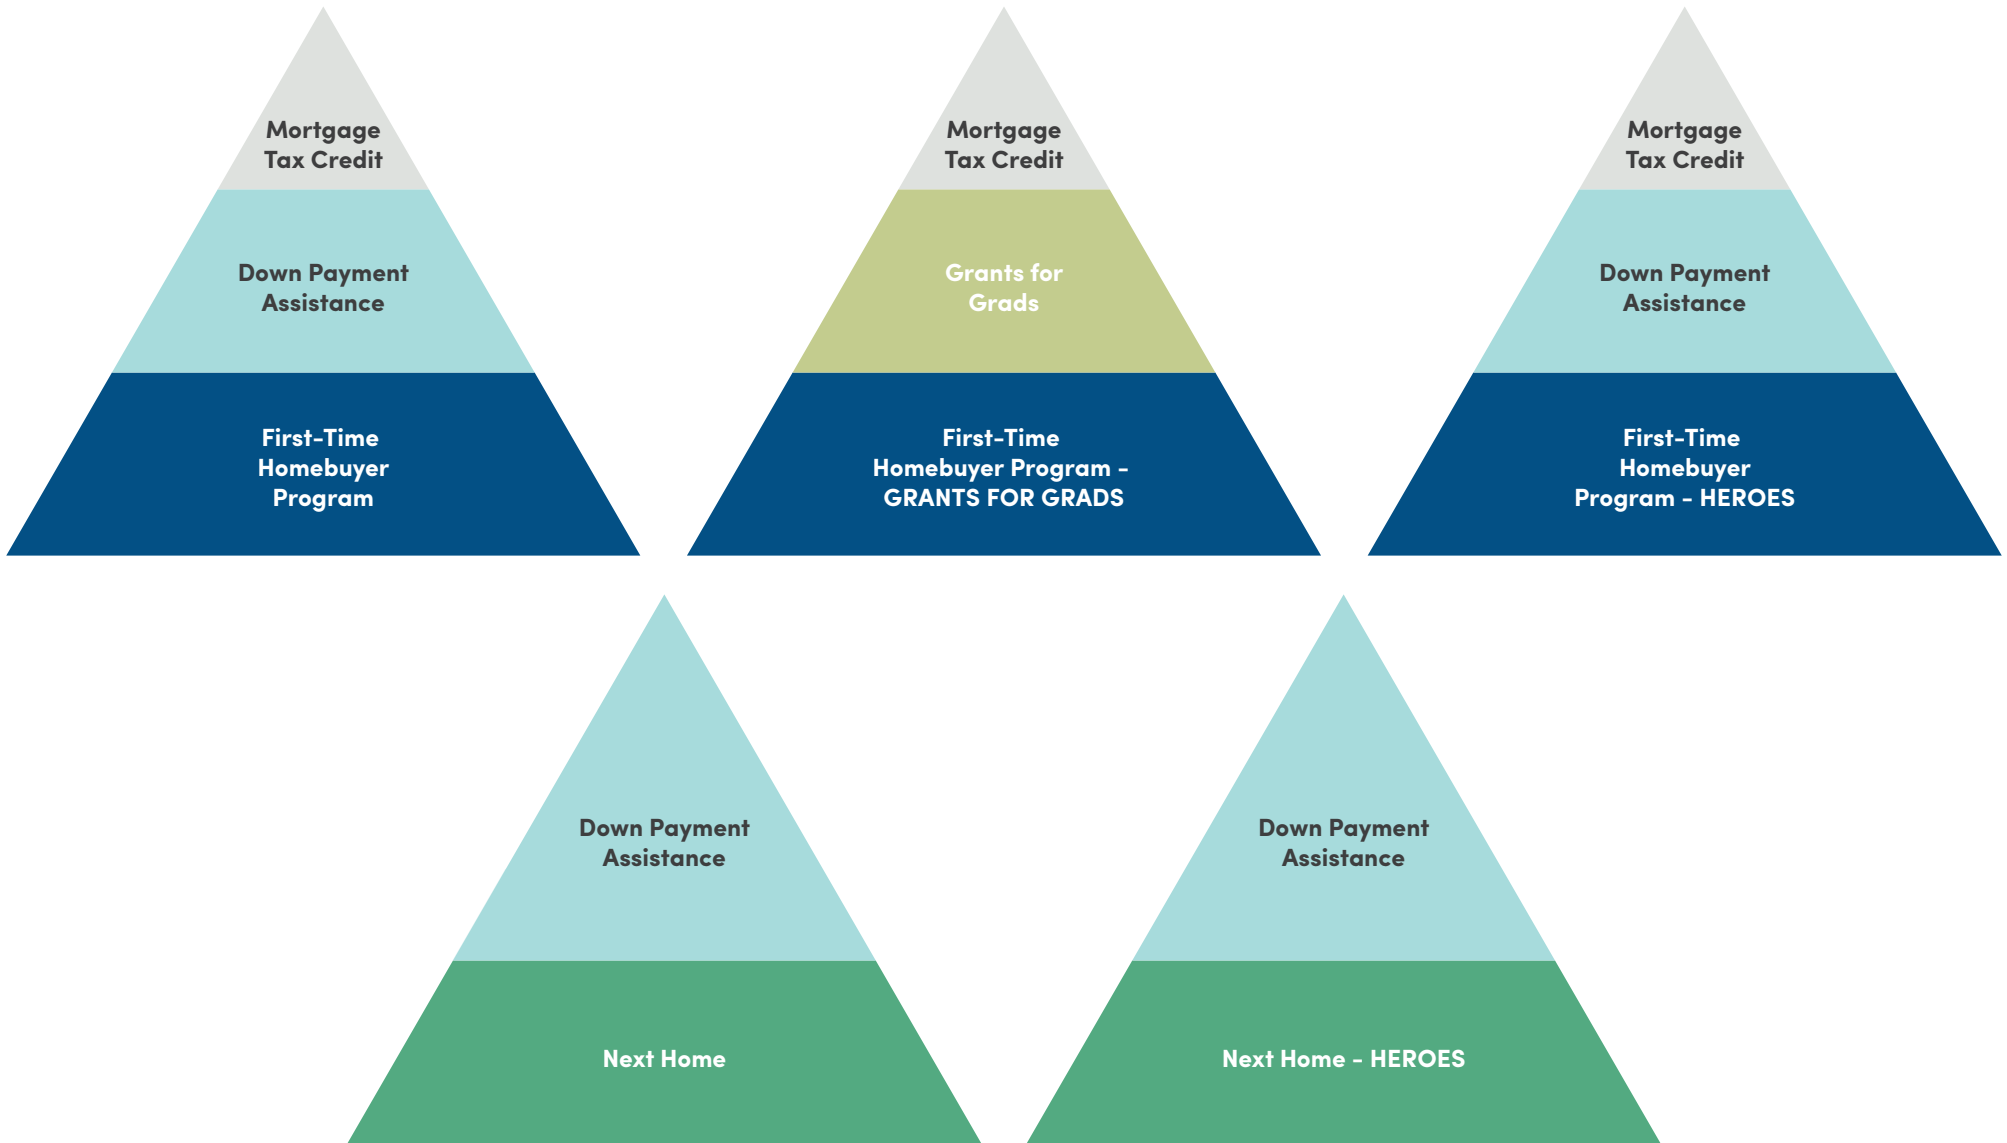 Mortgage
Tax Credit
Down Payment
Assistance
First-Time
Homebuyer
Program
Mortgage
Tax Credit
Grants for
Grads
First-Time
Homebuyer Program -
GRANTS FOR GRADS
Mortgage
Tax Credit
Down Payment
Assistance
First-Time
Homebuyer
Program - HEROES
Down Payment
Assistance
Next Home
Down Payment
Assistance
Next Home - HEROES